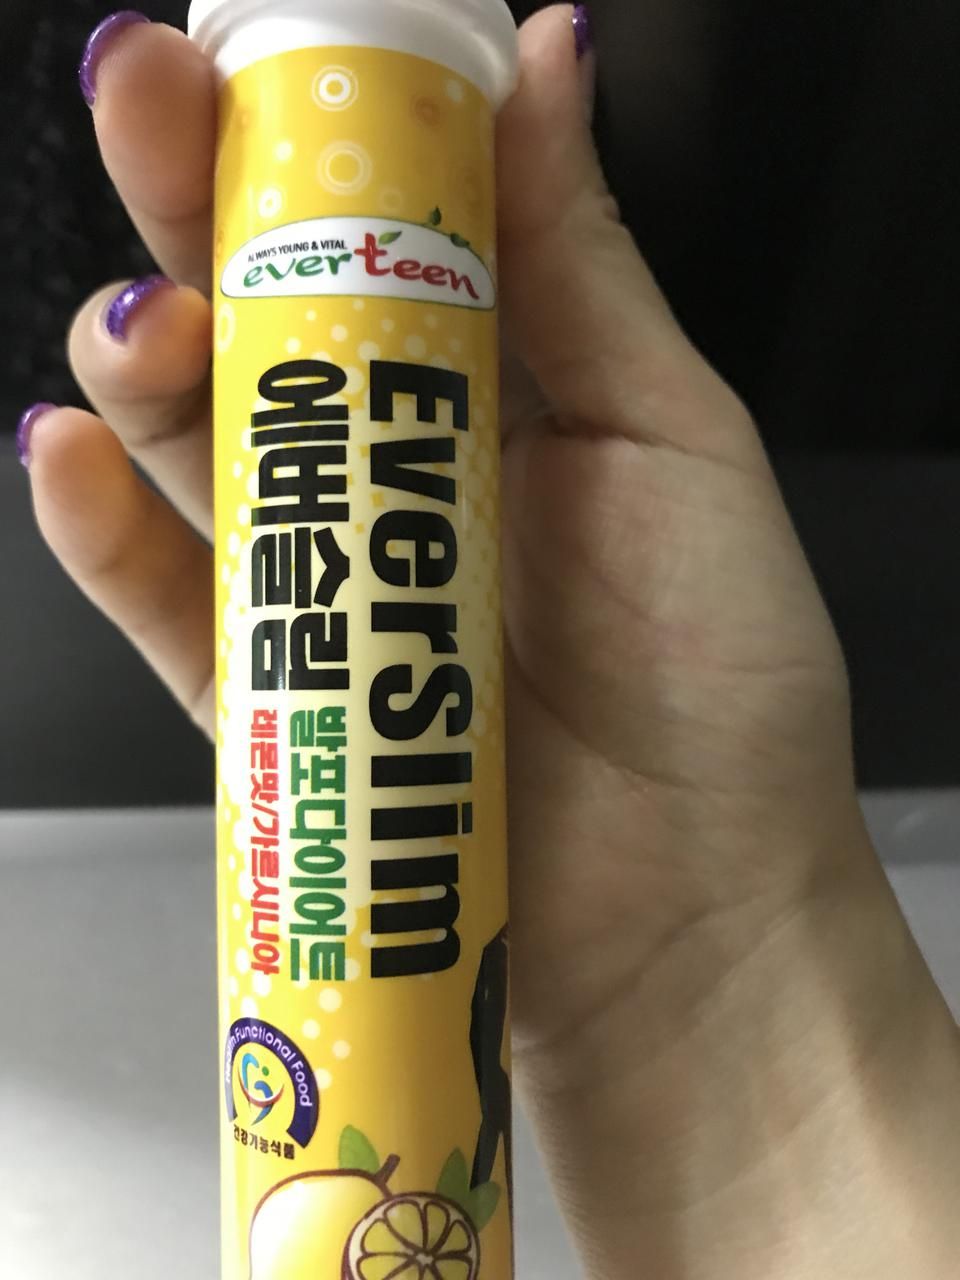 ALWAYS YOUNG & VITAL
everteen
EverSlim
에버슬림
발포다이어트
레몬맛/가르시니아
Health Functional Food
건강기능식품